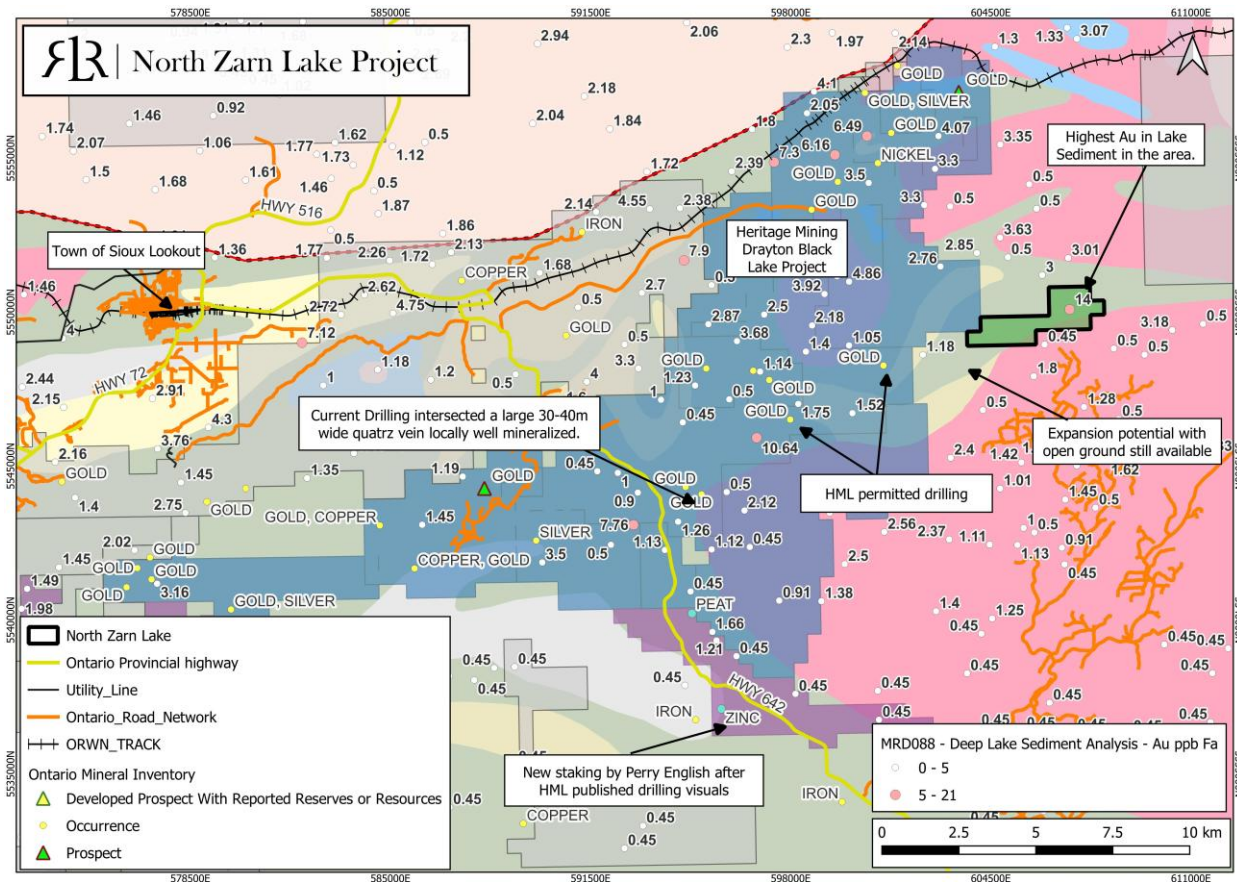 578500E 585000E 591500E 598000E 604500E 611000E
RLR | North Zarn Lake Project
2.94
2.06
2.3
1.97
2.14
1.3
1.33
3.07
GOLD
GOLD
4.1
GOLD, SILVER
2.05
2.18
0.92
1.46
1.74
2.07
1.06
1.62
0.5
1.77
1.73
1.12
2.04
1.84
1.8
6.49
GOLD
4.07
3.35
Highest Au in Lake
Sediment in the area.
5555000N
1.5
1.68
1.61
1.46
0.5
1.87
1.72
2.39
7.3
6.16
NICKEL
3.3
GOLD
3.5
3.3
0.5
0.5
0.5
HWY 516
2.14
4.55
2.38
GOLD
IRON
1.86
0.5
Town of Sioux Lookout
1.36
1.77
2.26
1.72
2.13
1.68
COPPER
7.9
Heritage Mining
Drayton Black
Lake Project
4.86
3.92
2.76
2.85
3.63
0.5
3.01
3
14
1.46
5550000N
4
2.72
2.62
4.75
7.12
0.5
2.7
2.87
2.5
3.68
2.18
1.4
1.05
GOLD
0.5
3.3
GOLD
1.18
0.45
3.18
0.5
0.5
0.5
HWY 72
2.44
2.15
2.91
4.3
1
1.18
1.2
0.5
4
GOLD
1.23
1
1.14
0.5
GOLD
GOLD
1.75
1.52
0.45
1.8
0.5
1.28
0.5
Current Drilling intersected a large 30-40m
wide quatrz vein locally well mineralized.
Expansion potential with
open ground still available
3.76
2.16
GOLD
5545000N
1.45
1.35
1.19
GOLD
0.45
10.64
GOLD
GOLD
0.5
1
0.9
2.12
HML permitted drilling
2.4
1.42
1.01
1.62
1.45
0.5
1.4
2.75
GOLD
GOLD, COPPER
1.45
SILVER
7.76
1.26
1.13
1.12
0.45
2.56
2.37
1.11
1
0.5
0.91
1.13
0.45
2.02
GOLD
1.45
GOLD
GOLD
1.49
GOLD
3.16
COPPER, GOLD
3.5
0.5
2.5
GOLD, SILVER
1.98
5540000N
0.45
PEAT
0.91
1.38
1.4
1.25
0.45
1.66
1.21
0.45
0.45
0.45
0.45
0.45
0.45
0.45
0.45
0.45
HWY 642
0.45
0.45
0.45
0.45
IRON
ZINC
0.45
0.45
0.45
0.45
0.45
North Zarn Lake
Ontario Provincial highway
Utility_Line
Ontario_Road_Network
ORWN_TRACK
Ontario Mineral Inventory
Developed Prospect With Reported Reserves or Resources
Occurrence
Prospect
New staking by Perry English after
HML published drilling visuals
5535000N
0.45
COPPER
0.45
0.45
IRON
MRD088 - Deep Lake Sediment Analysis - Au ppb Fa
0 - 5
5 - 21
0 2.5 5 7.5 10 km
578500E 585000E 591500E 598000E 604500E 611000E